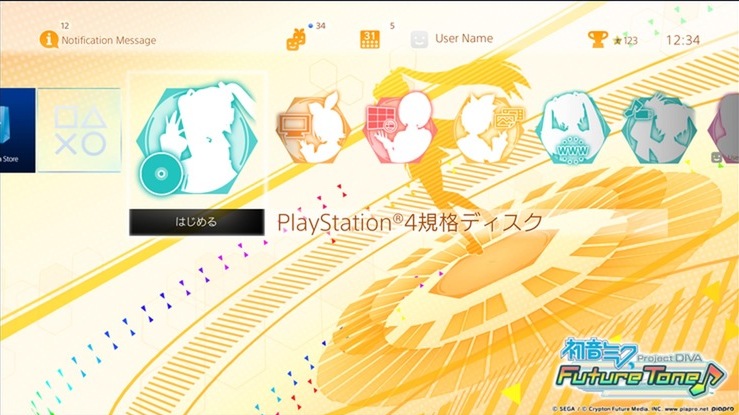 12
Notification Message
34
31
5
User Name
123
12:34
Store
WWW
はじめる
PlayStation®4規格ディスク
初音ミク
Project DIVA
Future Tone
© SEGA / © Crypton Future Media, INC. www.piapro.net piapro